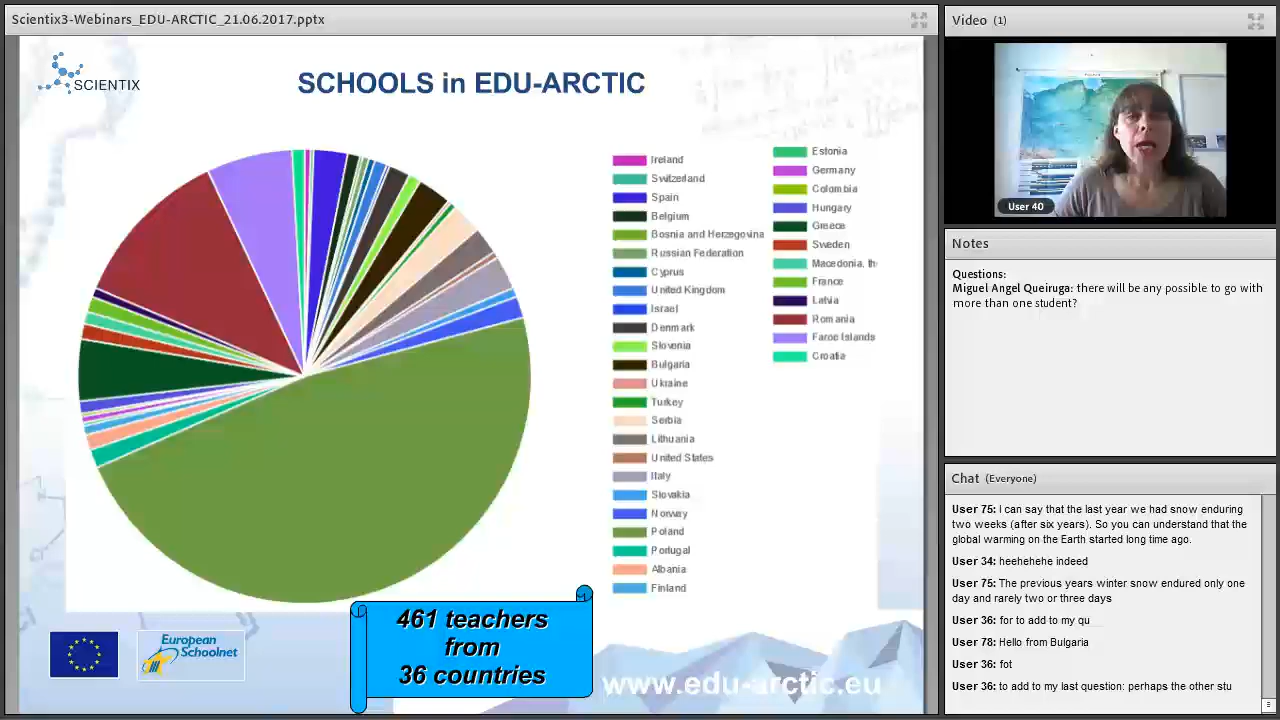 Scientix3-Webinars_EDU-ARCTIC_21.06.2017.pptx
SCIENTIX
SCHOOLS in EDU-ARCTIC
Ireland
Switzerland
Spain
Belgium
Bosnia and Herzegovina
Russian Federation
Cyprus
United Kingdom
Israel
Denmark
Slovenia
Bulgaria
Ukraine
Turkey
Serbia
Lithuania
United States
Italy
Slovakia
Norway
Poland
Portugal
Albania
Finland
Estonia
Germany
Colombia
Hungary
Greece
Sweden
Macedonia, th
France
Latvia
Romania
Faroe Islands
Croatia
European
Schoolnet
461 teachers
from
36 countries
www.edu-arctic.eu
Video (1)
User 40
Notes
Questions:
Miguel Angel Queiruga: there will be any possible to go with
more than one student?
Chat (Everyone)
User 75: I can say that the last year we had snow enduring
two weeks (after six years). So you can understand that the
global warming on the Earth started long time ago.
User 34: heehehehe indeed
User 75: The previous years winter snow endured only one
day and rarely two or three days
User 36: for to add to my qu
User 78: Hello from Bulgaria
User 36: fot
User 36: to add to my last question: perhaps the other stu